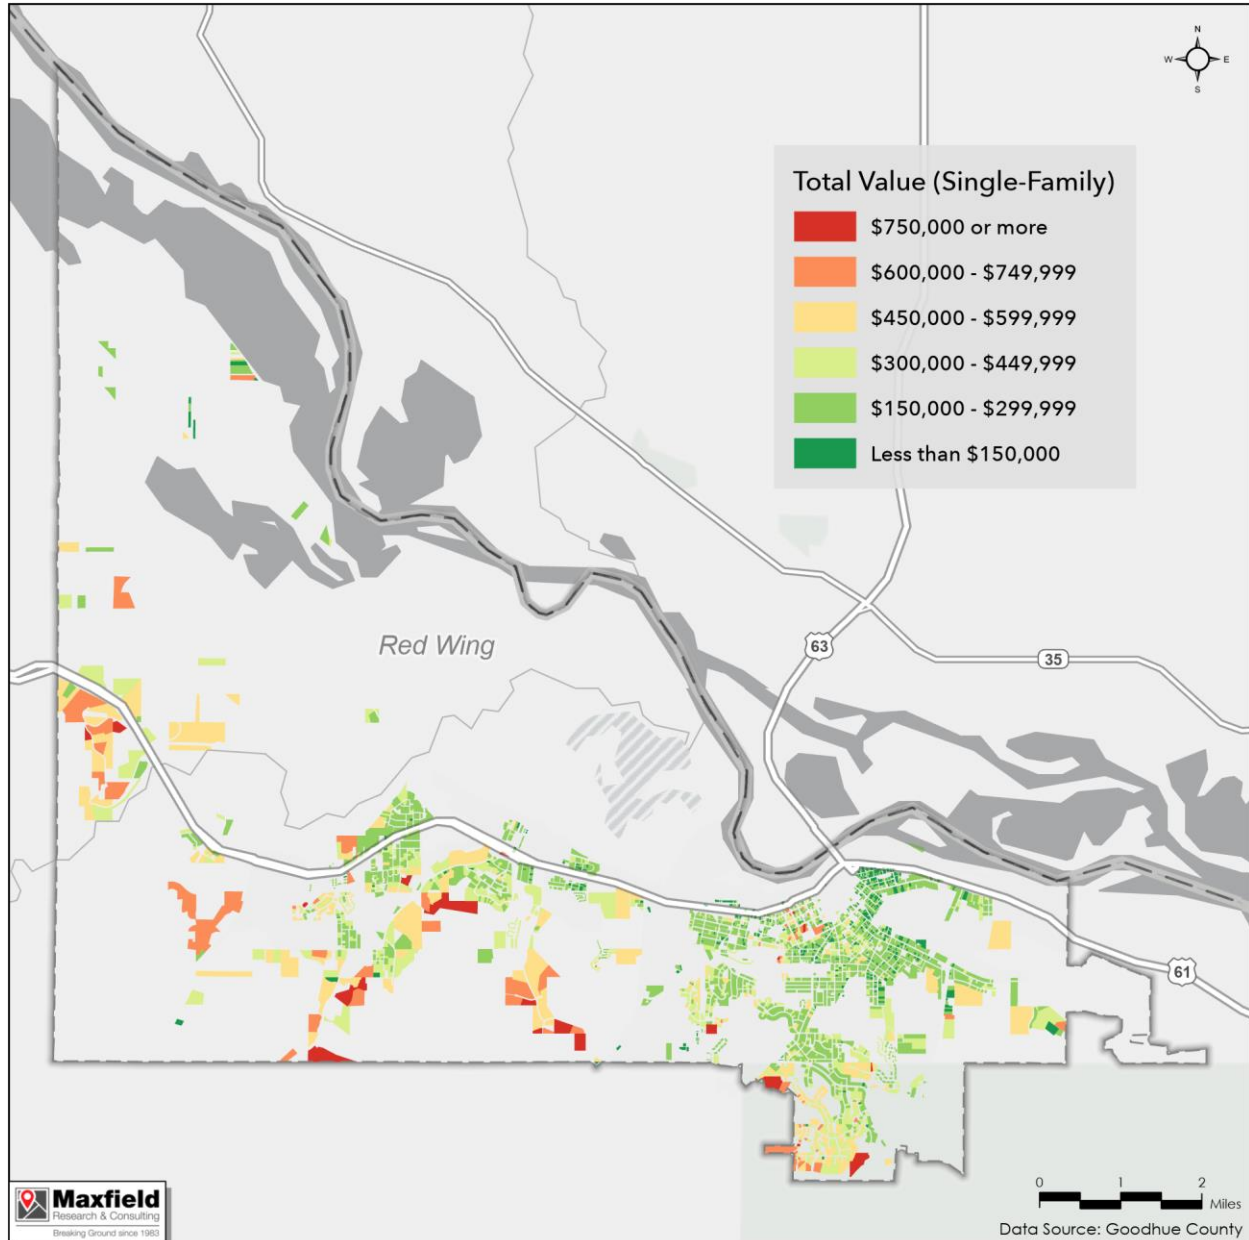 N
W E
S
Total Value (Single-Family)
$750,000 or more
$600,000 - $749,999
$450,000 - $599,999
$300,000 - $449,999
$150,000 - $299,999
Less than $150,000
Red Wing
63
35
61
Maxfield
Research & Consulting
Breaking Ground since 1983
0 1 2
Miles
Data Source: Goodhue County